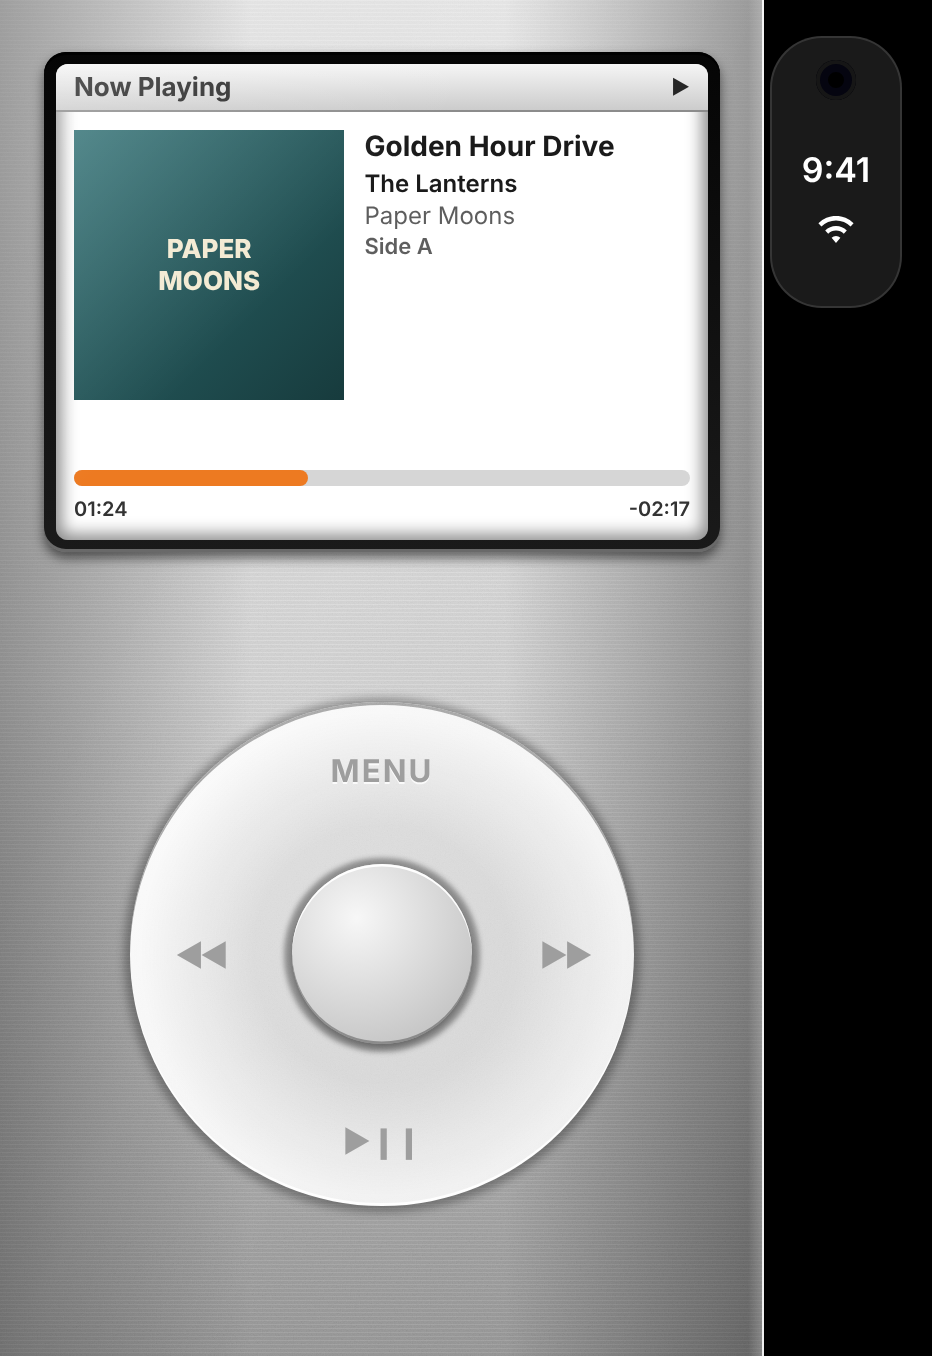 Now Playing
PAPER
MOONS
Golden Hour Drive
The Lanterns
Paper Moons
Side A
01:24
-02:17
MENU
9:41